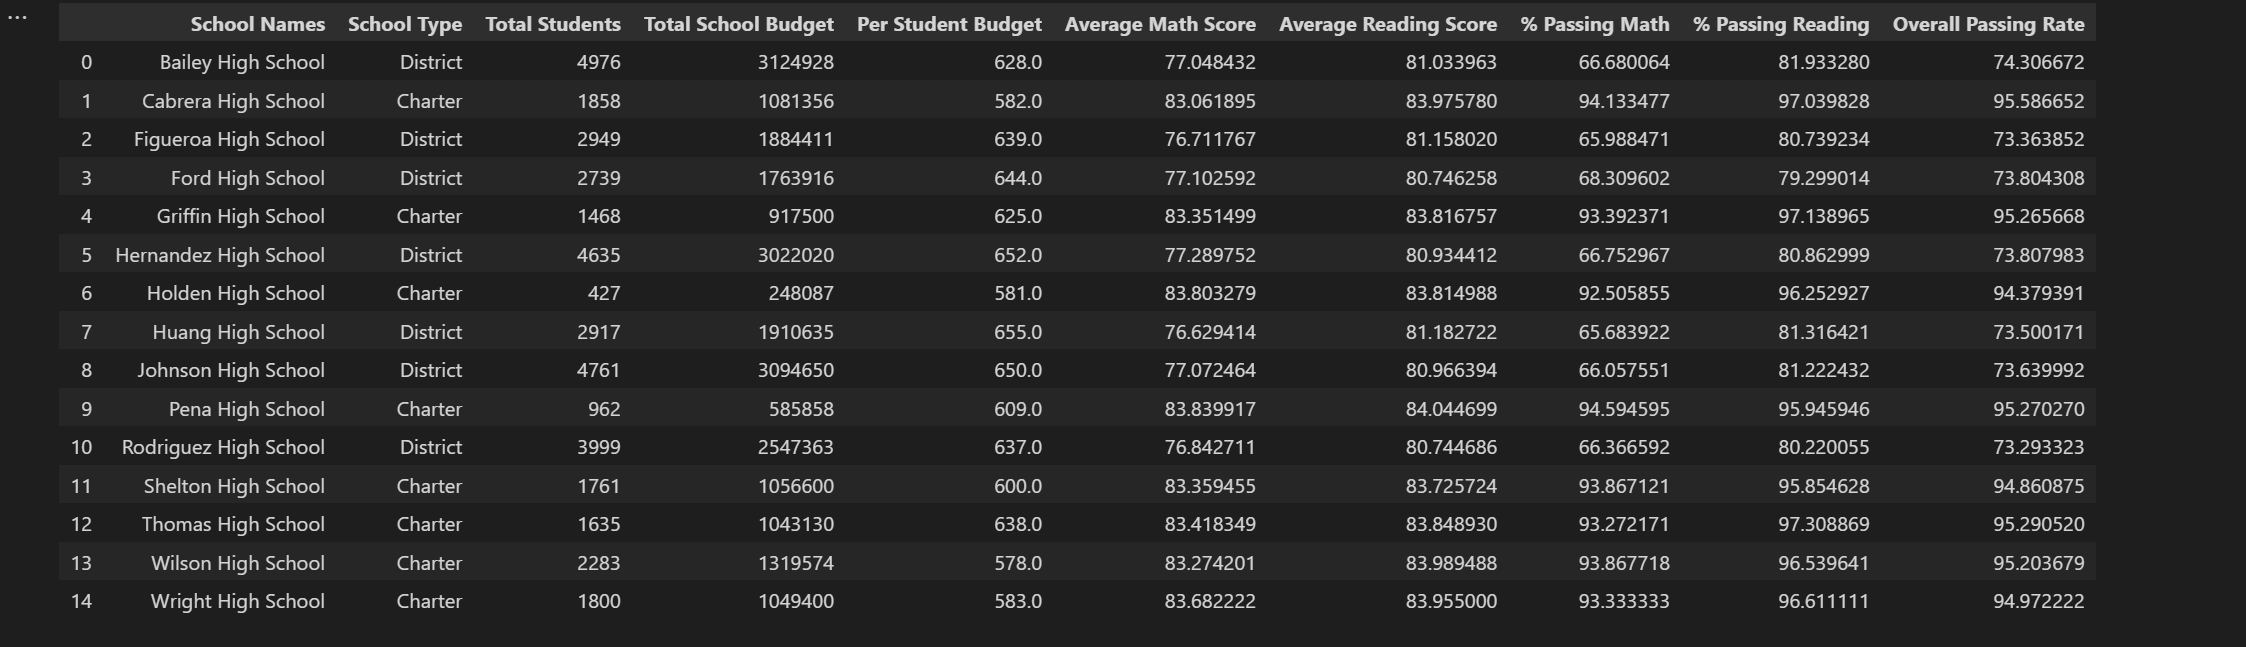 ...
School Names School Type Total Students Total School Budget Per Student Budget Average Math Score Average Reading Score % Passing Math % Passing Reading Overall Passing Rate
0 Bailey High School District 4976 3124928 628.0 77.048432 81.033963 66.680064 81.933280 74.306672
1 Cabrera High School Charter 1858 1081356 582.0 83.061895 83.975780 94.133477 97.039828 95.586652
2 Figueroa High School District 2949 1884411 639.0 76.711767 81.158020 65.988471 80.739234 73.363852
3 Ford High School District 2739 1763916 644.0 77.102592 80.746258 68.309602 79.299014 73.804308
4 Griffin High School Charter 1468 917500 625.0 83.351499 83.816757 93.392371 97.138965 95.265668
5 Hernandez High School District 4635 3022020 652.0 77.289752 80.934412 66.752967 80.862999 73.807983
6 Holden High School Charter 427 248087 581.0 83.803279 83.814988 92.505855 96.252927 94.379391
7 Huang High School District 2917 1910635 655.0 76.629414 81.182722 65.683922 81.316421 73.500171
8 Johnson High School District 4761 3094650 650.0 77.072464 80.966394 66.057551 81.222432 73.639992
9 Pena High School Charter 962 585858 609.0 83.839917 84.044699 94.594595 95.945946 95.270270
10 Rodriguez High School District 3999 2547363 637.0 76.842711 80.744686 66.366592 80.220055 73.293323
11 Shelton High School Charter 1761 1056600 600.0 83.359455 83.725724 93.867121 95.854628 94.860875
12 Thomas High School Charter 1635 1043130 638.0 83.418349 83.848930 93.272171 97.308869 95.290520
13 Wilson High School Charter 2283 1319574 578.0 83.274201 83.989488 93.867718 96.539641 95.203679
14 Wright High School Charter 1800 1049400 583.0 83.682222 83.955000 93.333333 96.611111 94.972222